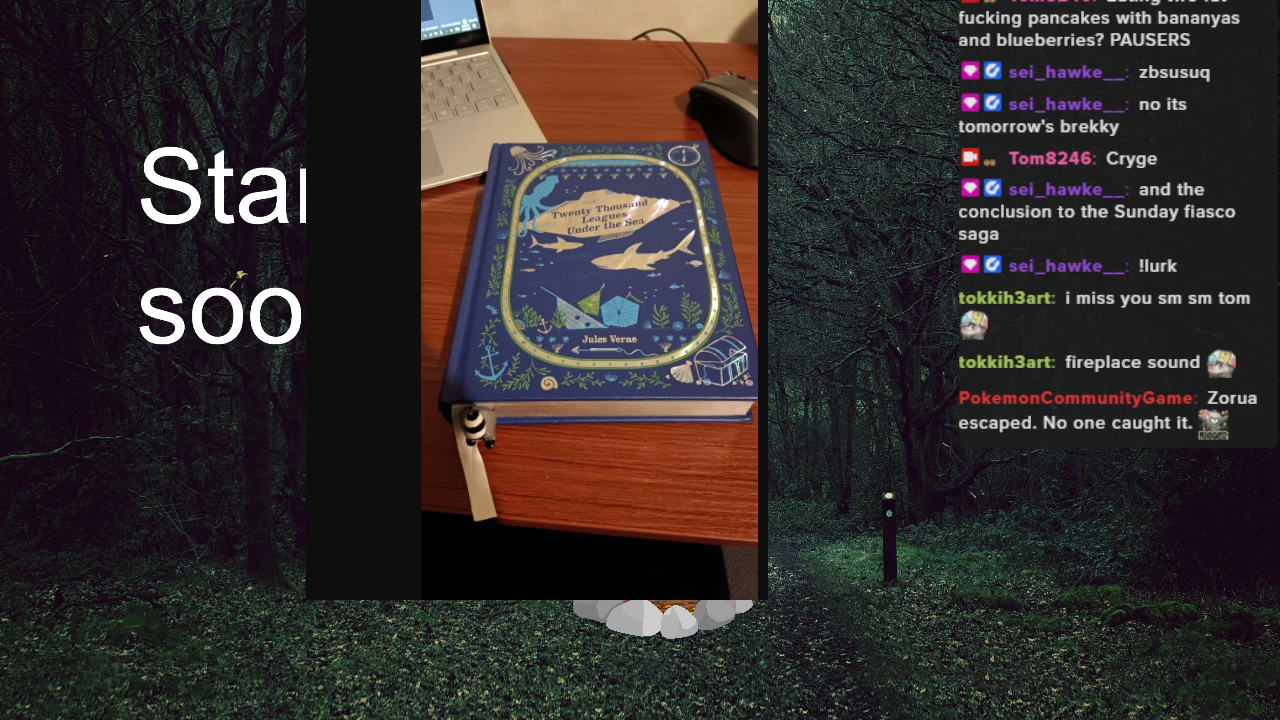 Star
soo
Twenty Thousand
Leagues
Under the Sea
Jules Verne
fucking pancakes with bananyas
and blueberries? PAUSERS
sei_hawke__: zbsusuq
sei_hawke__: no its
tomorrow's brekky
Tom8246: Cryge
sei_hawke__: and the
conclusion to the Sunday fiasco
saga
sei_hawke__: !lurk
tokkih3art: i miss you sm sm tom
tokkih3art: fireplace sound
PokemonCommunityGame: Zorua
escaped. No one caught it.